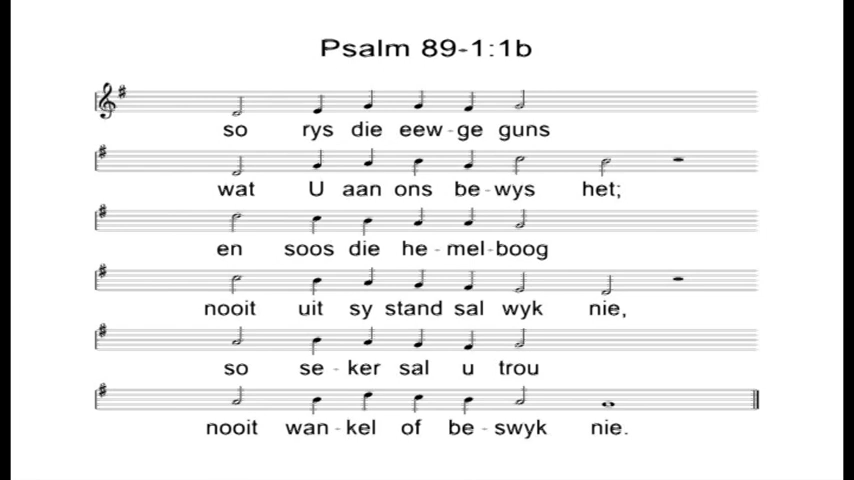 Psalm 89-1:1b
so rys die eew-ge guns
wat U aan ons be-wys het;
en soos die he-mel-boog
nooit uit sy stand sal wyk nie,
so se-ker sal u trou
nooit wan-kel of be-swyk nie.